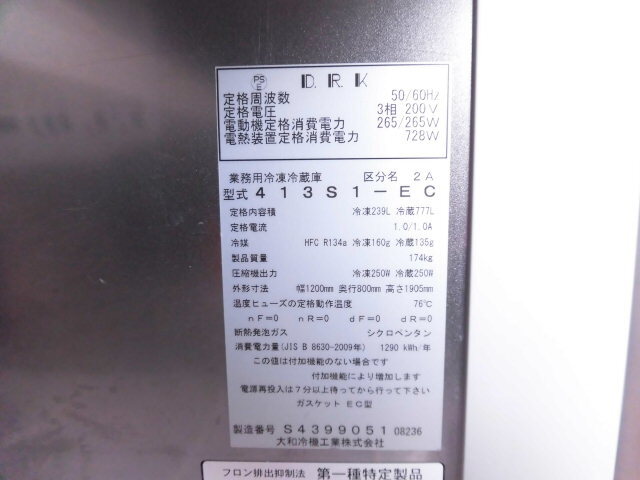 PS E D.R.K
定格周波数 50/60Hz
定格電圧 3相 200V
電動機定格消費電力 265/265W
電熱装置定格消費電力 728W
業務用冷凍冷蔵庫 区分名 2A
型式 413S1-EC
定格内容積 冷凍239L 冷蔵777L
定格電流 1.0/1.0A
冷媒 HFC R134a 冷凍160g 冷蔵135g
製品質量 174kg
圧縮機出力 冷凍250W 冷蔵250W
外形寸法 幅1200mm 奥行800mm 高さ1905mm
温度ヒューズの定格動作温度 76℃
nF=0 nR=0 dF=0 dR=0
断熱発泡ガス シクロペンタン
消費電力量(JIS B 8630-2009年) 1290 kWh/年
この値は付加機能のない場合です
付加機能により増加します
電源再投入は7分以上待ってから行って下さい
ガスケット EC型
製造番号 S4399051 08236
大和冷機工業株式会社
フロン排出抑制法 第一種特定製品